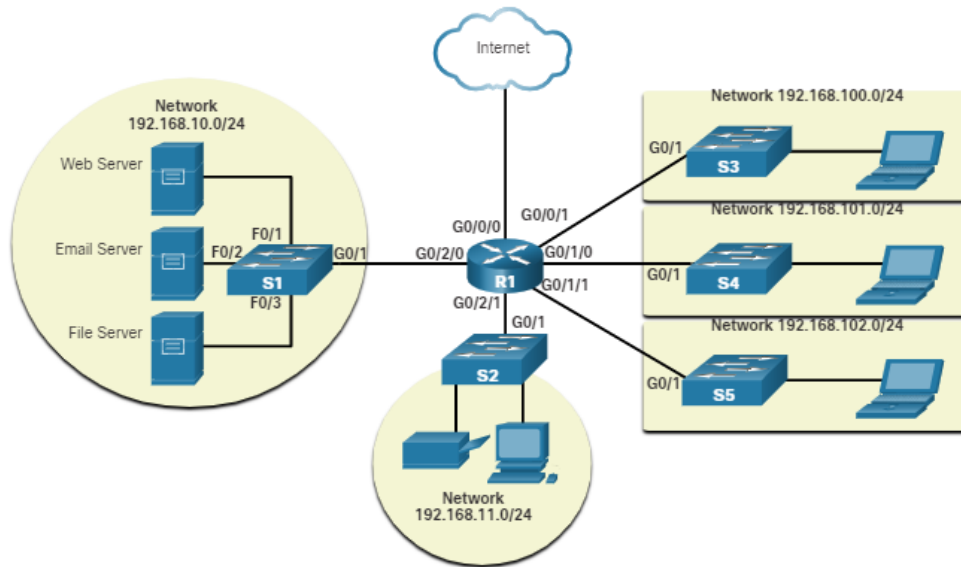 Internet
Network
192.168.10.0/24
Web Server
Email Server
File Server
F0/1
F0/2
F0/3
S1
G0/1
G0/2/0
G0/0/0
G0/0/1
G0/1/0
G0/1/1
G0/2/1
R1
G0/1
S2
Network
192.168.11.0/24
Network 192.168.100.0/24
G0/1
S3
Network 192.168.101.0/24
G0/1
S4
Network 192.168.102.0/24
G0/1
S5